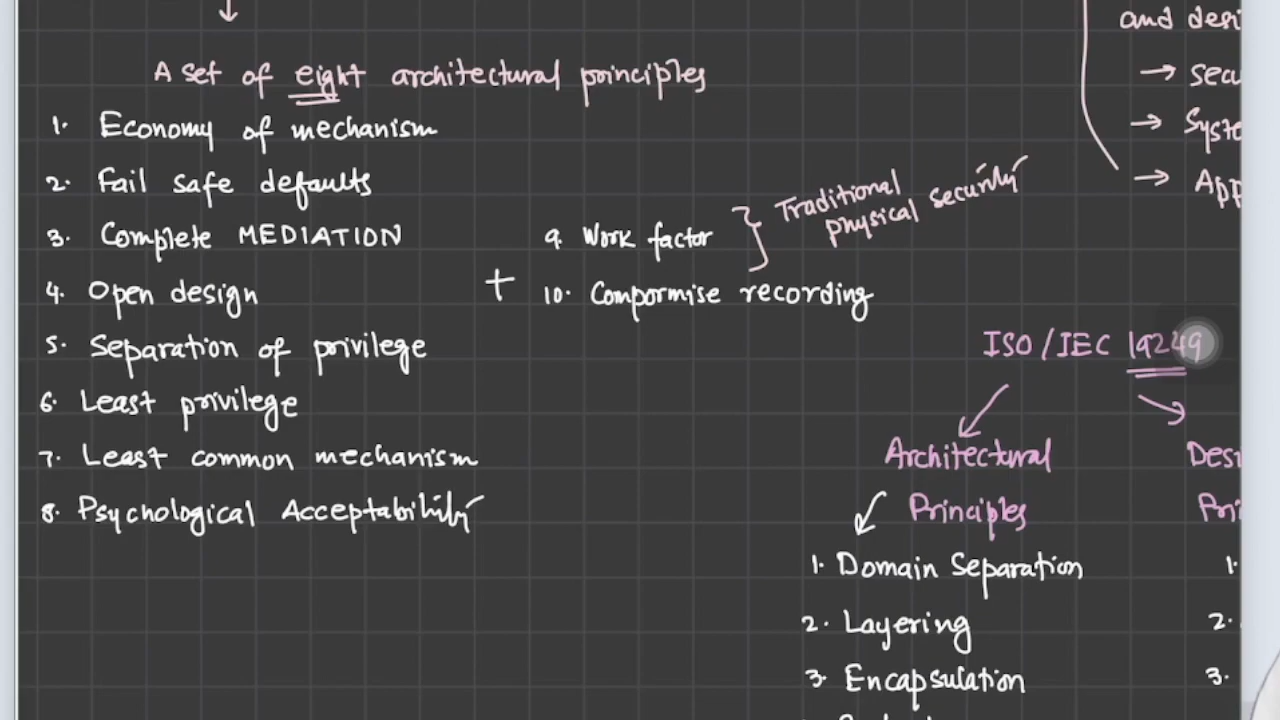 A set of eight architectural principles
1. Economy of mechanism
2. Fail safe defaults
3. Complete MEDIATION
4. Open design
5. Separation of privilege
6. Least privilege
7. Least common mechanism
8. Psychological Acceptability
+
9. Work factor
10. Compormise recording
Traditional
physical security
and desi
→ secu
→ Syste
→ App
ISO/IEC 19249
Architectural
Principles
1. Domain Separation
2. Layering
3. Encapsulation
Desi
Pri
1.
2.
3.